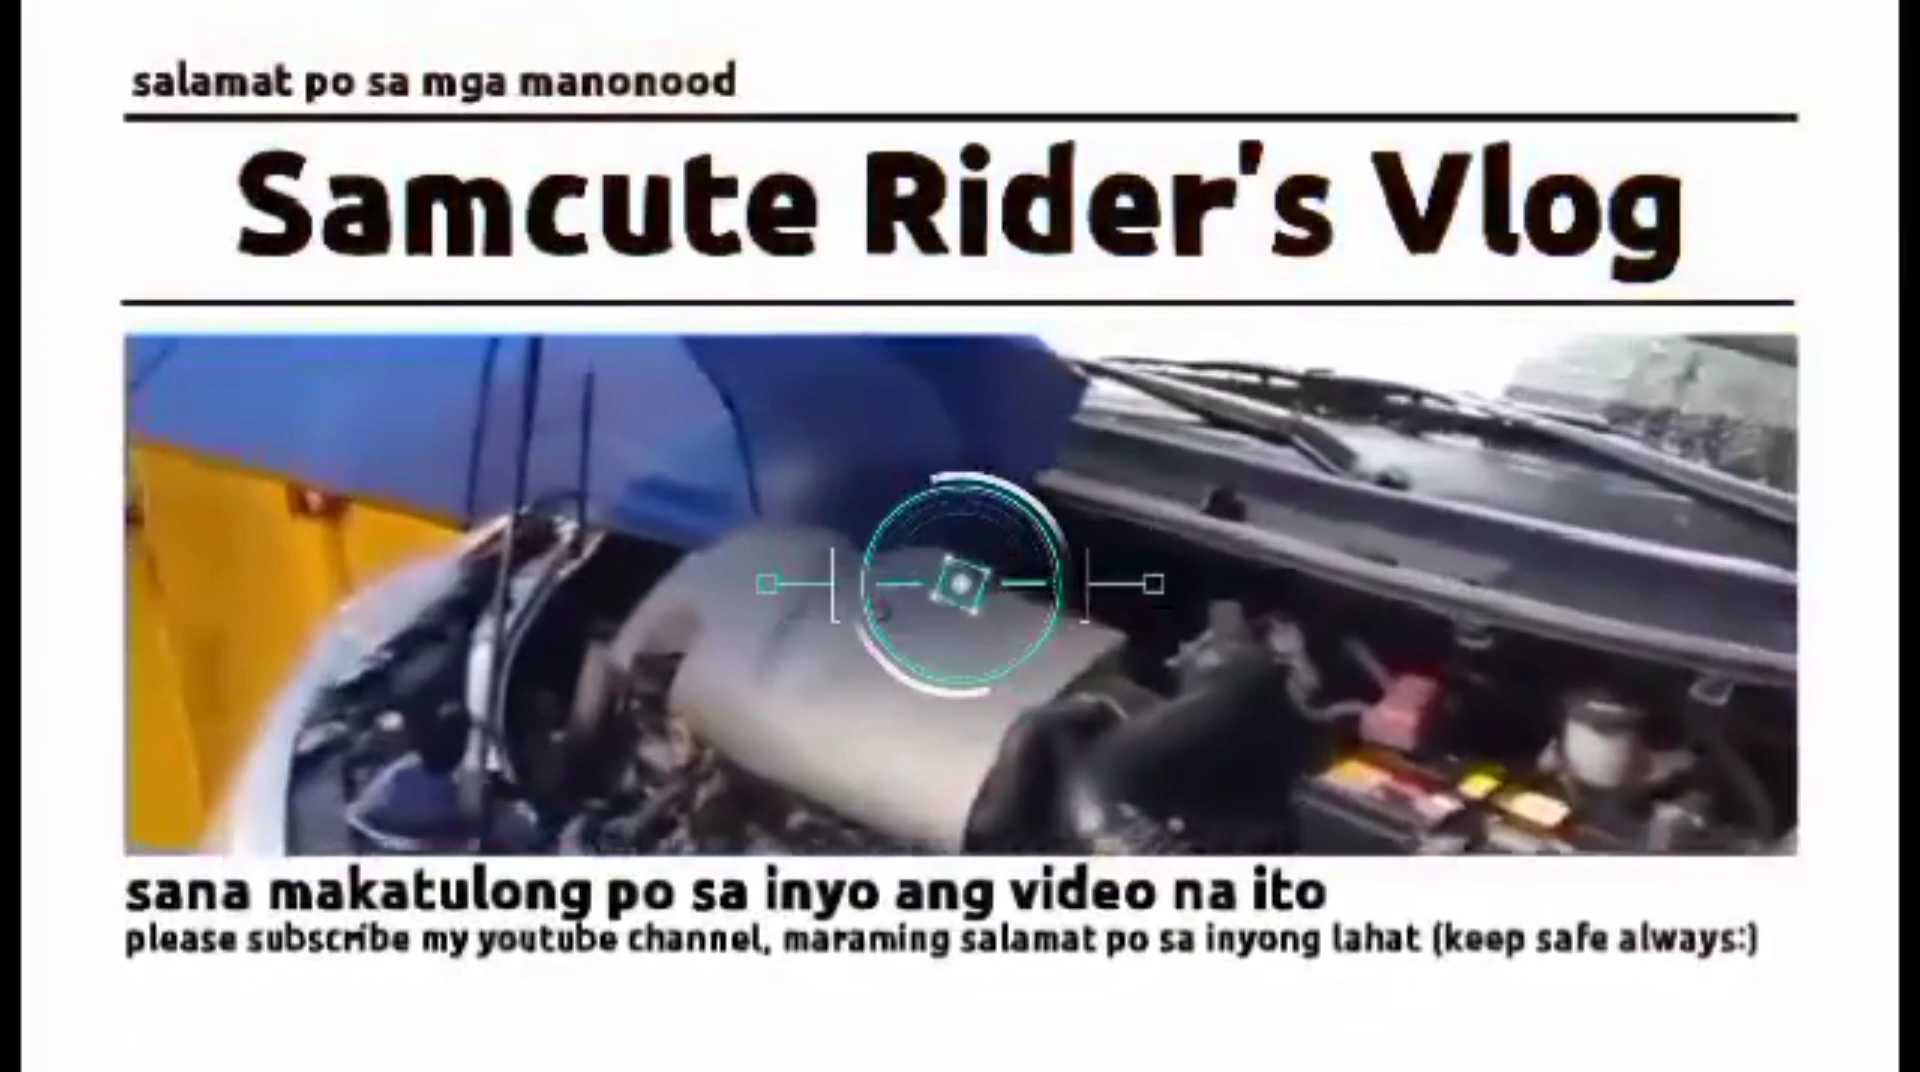 salamat po sa mga manonood
Samcute Rider's Vlog
sana makatulong po sa inyo ang video na ito
please subscribe my youtube channel, maraming salamat po sa inyong lahat (keep safe always:)